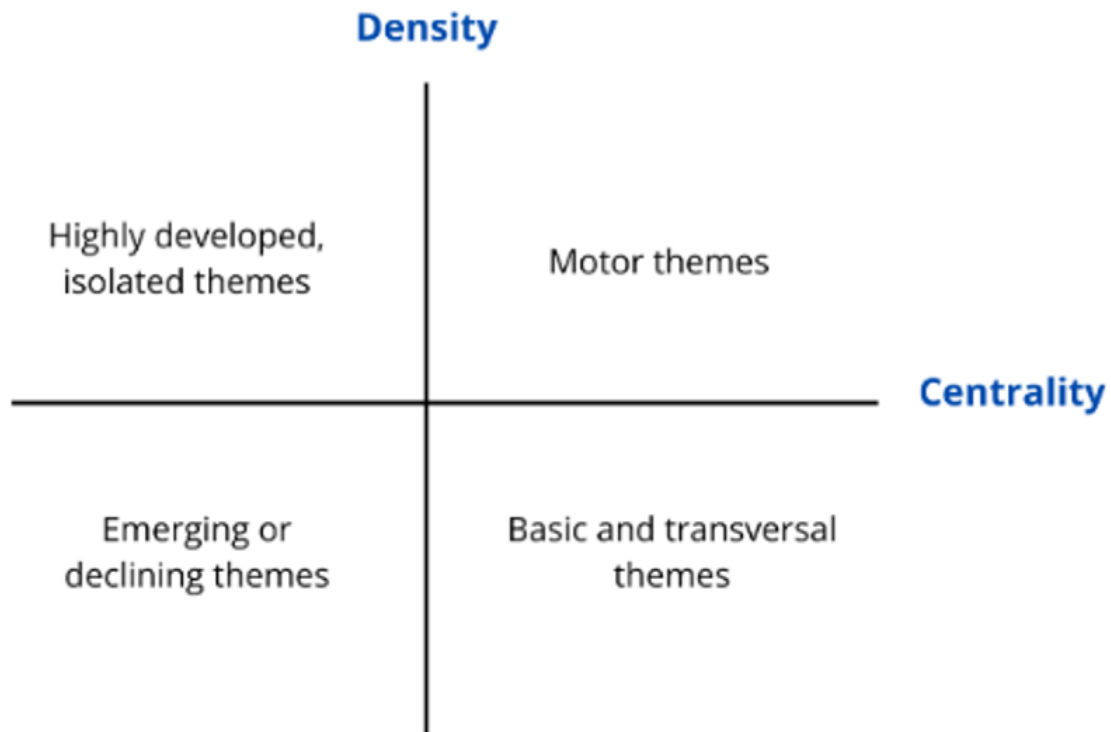 Density
Highly developed,
isolated themes
Motor themes
Centrality
Emerging or
declining themes
Basic and transversal
themes